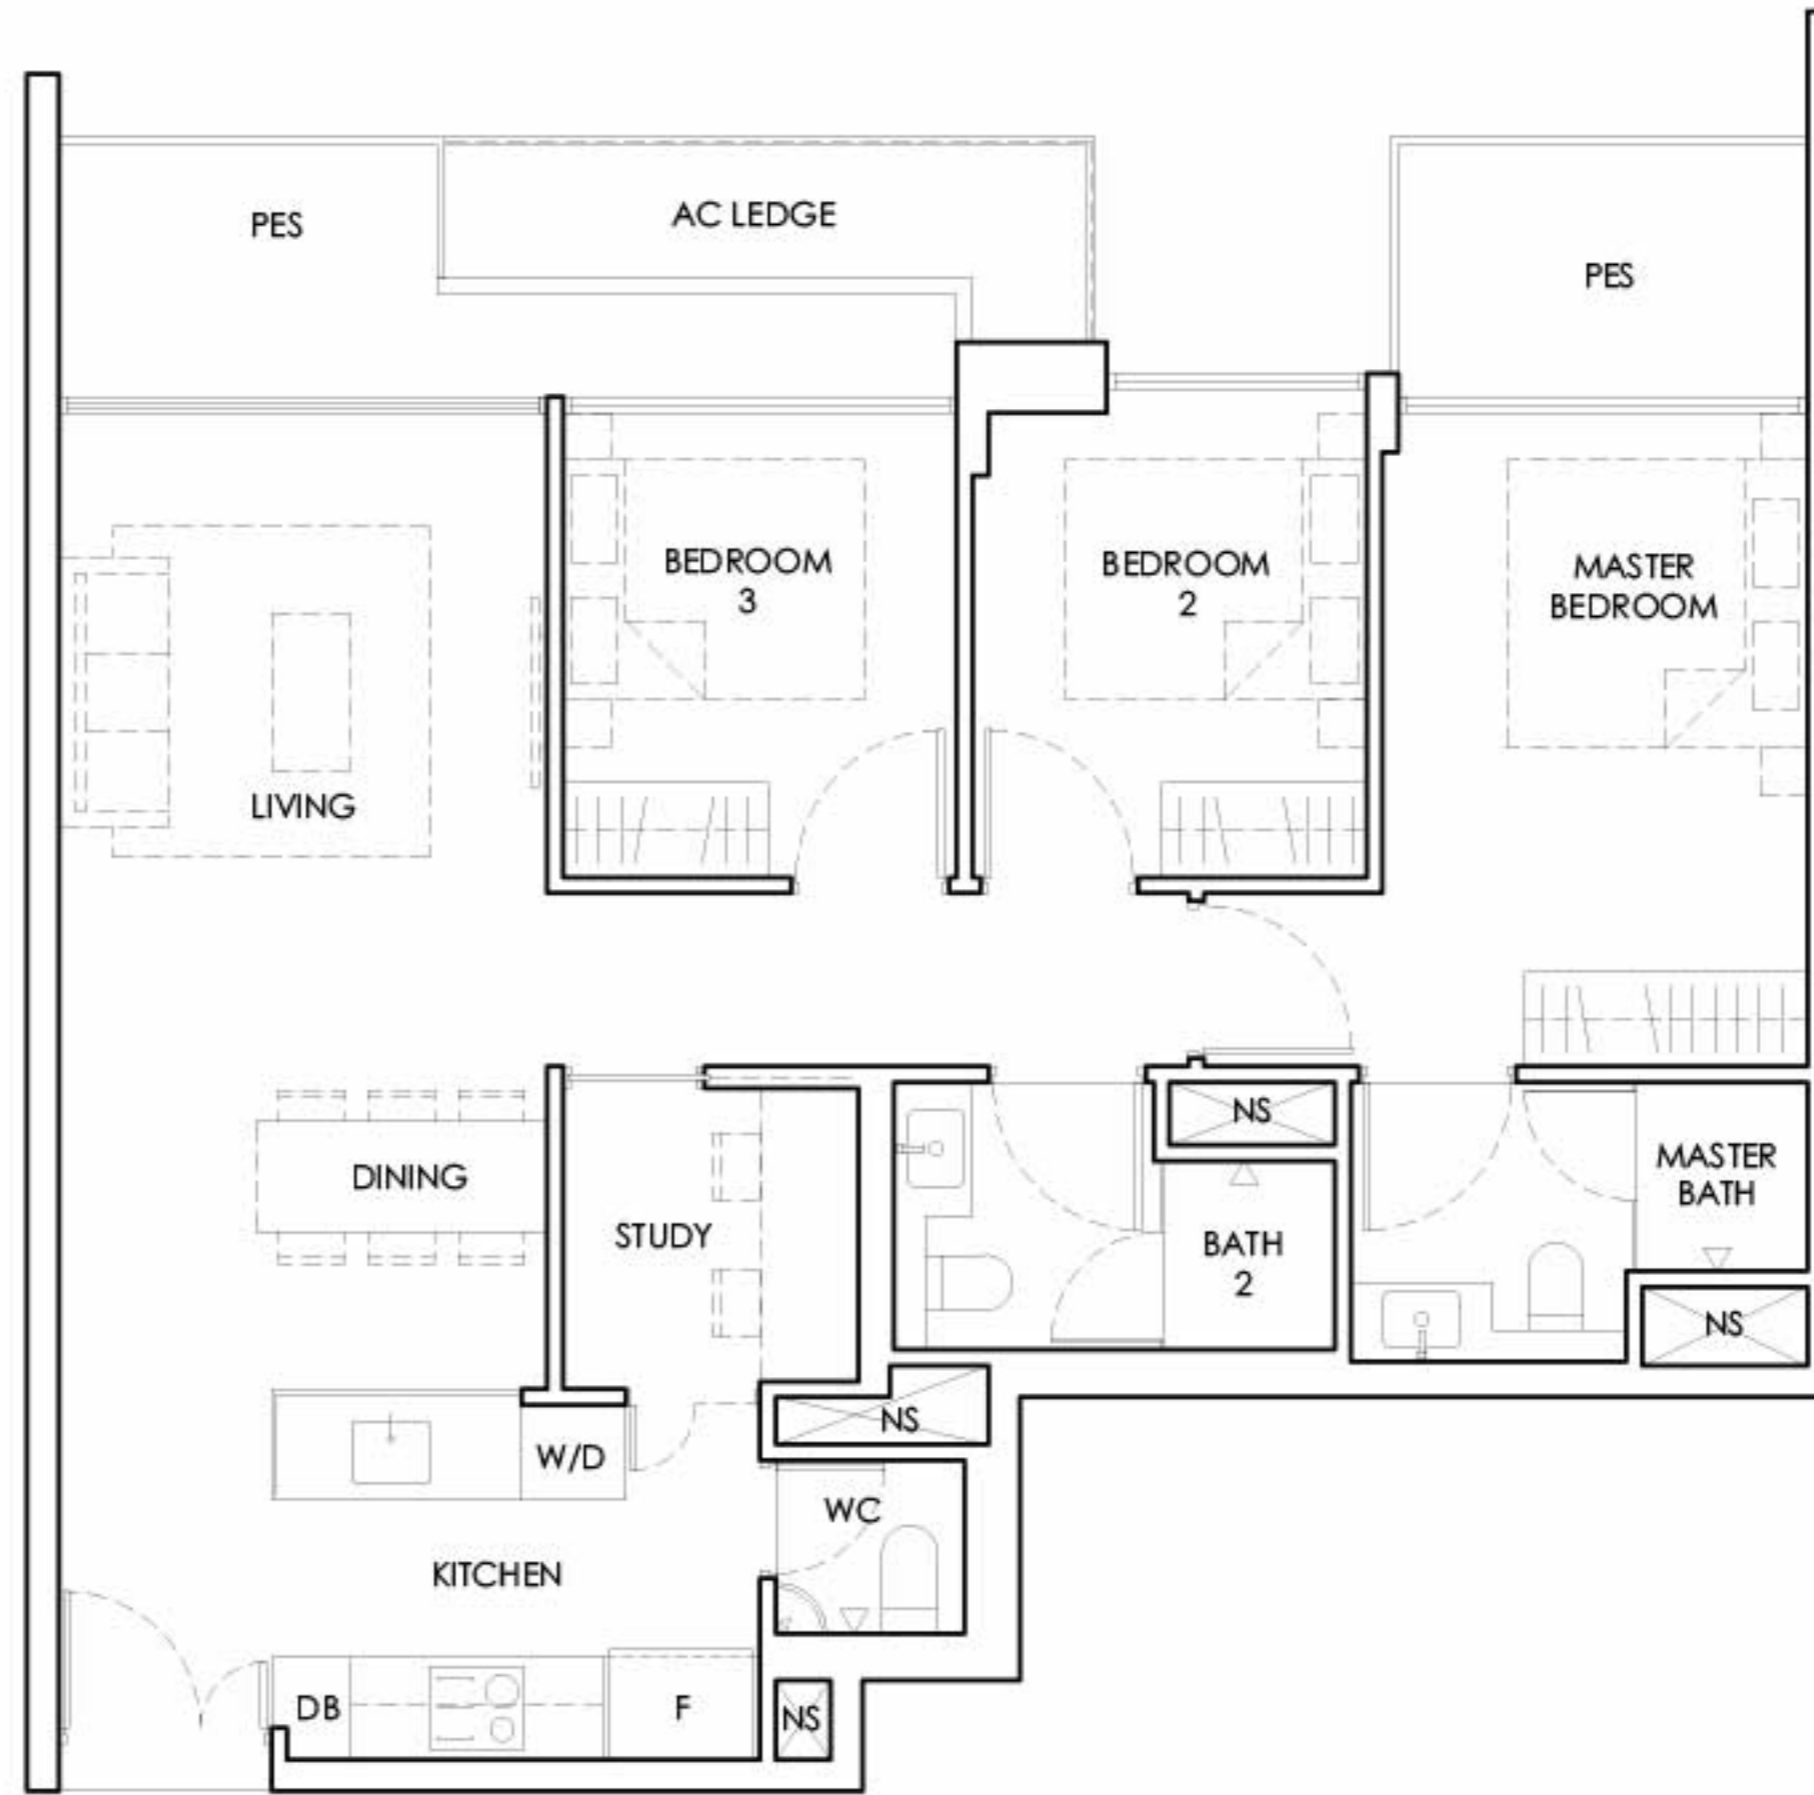 PES
AC LEDGE
PES
BEDROOM
3
BEDROOM
2
MASTER
BEDROOM
LIVING
NS
DINING
MASTER
BATH
STUDY
BATH
2
NS
NS
W/D
WC
KITCHEN
DB
F
NS